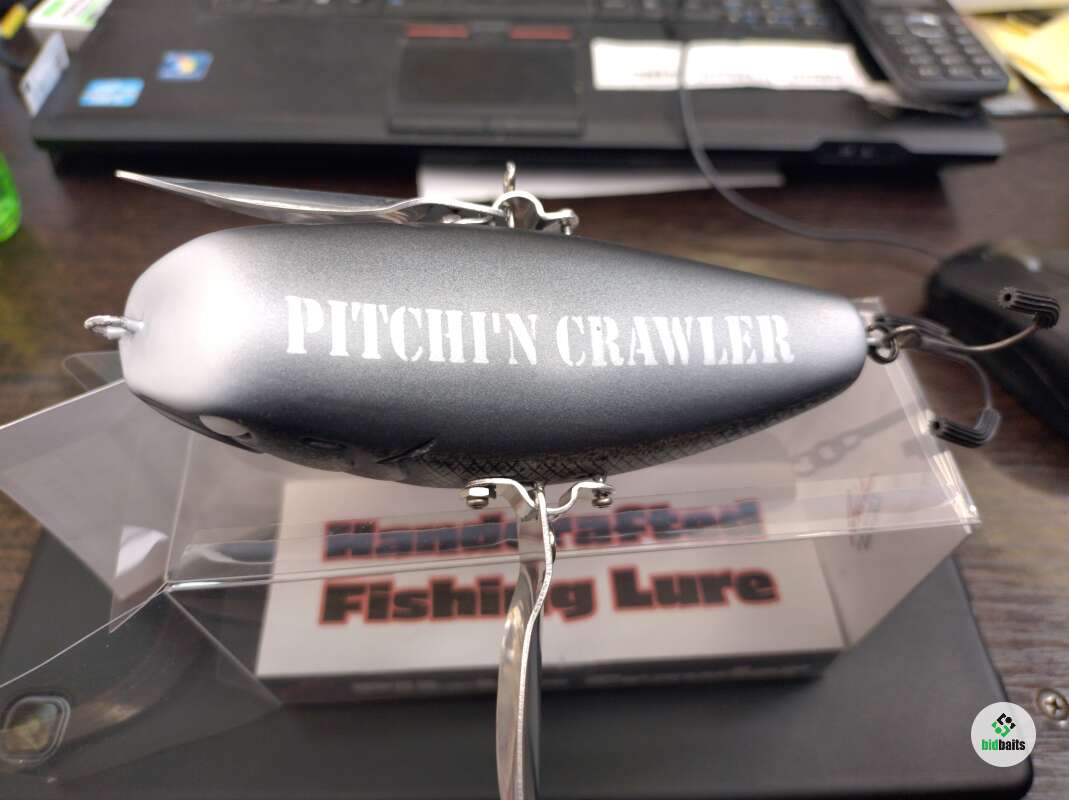 PITCHI'N CRAWLER
Handcrafted
Fishing Lure
bidbaits